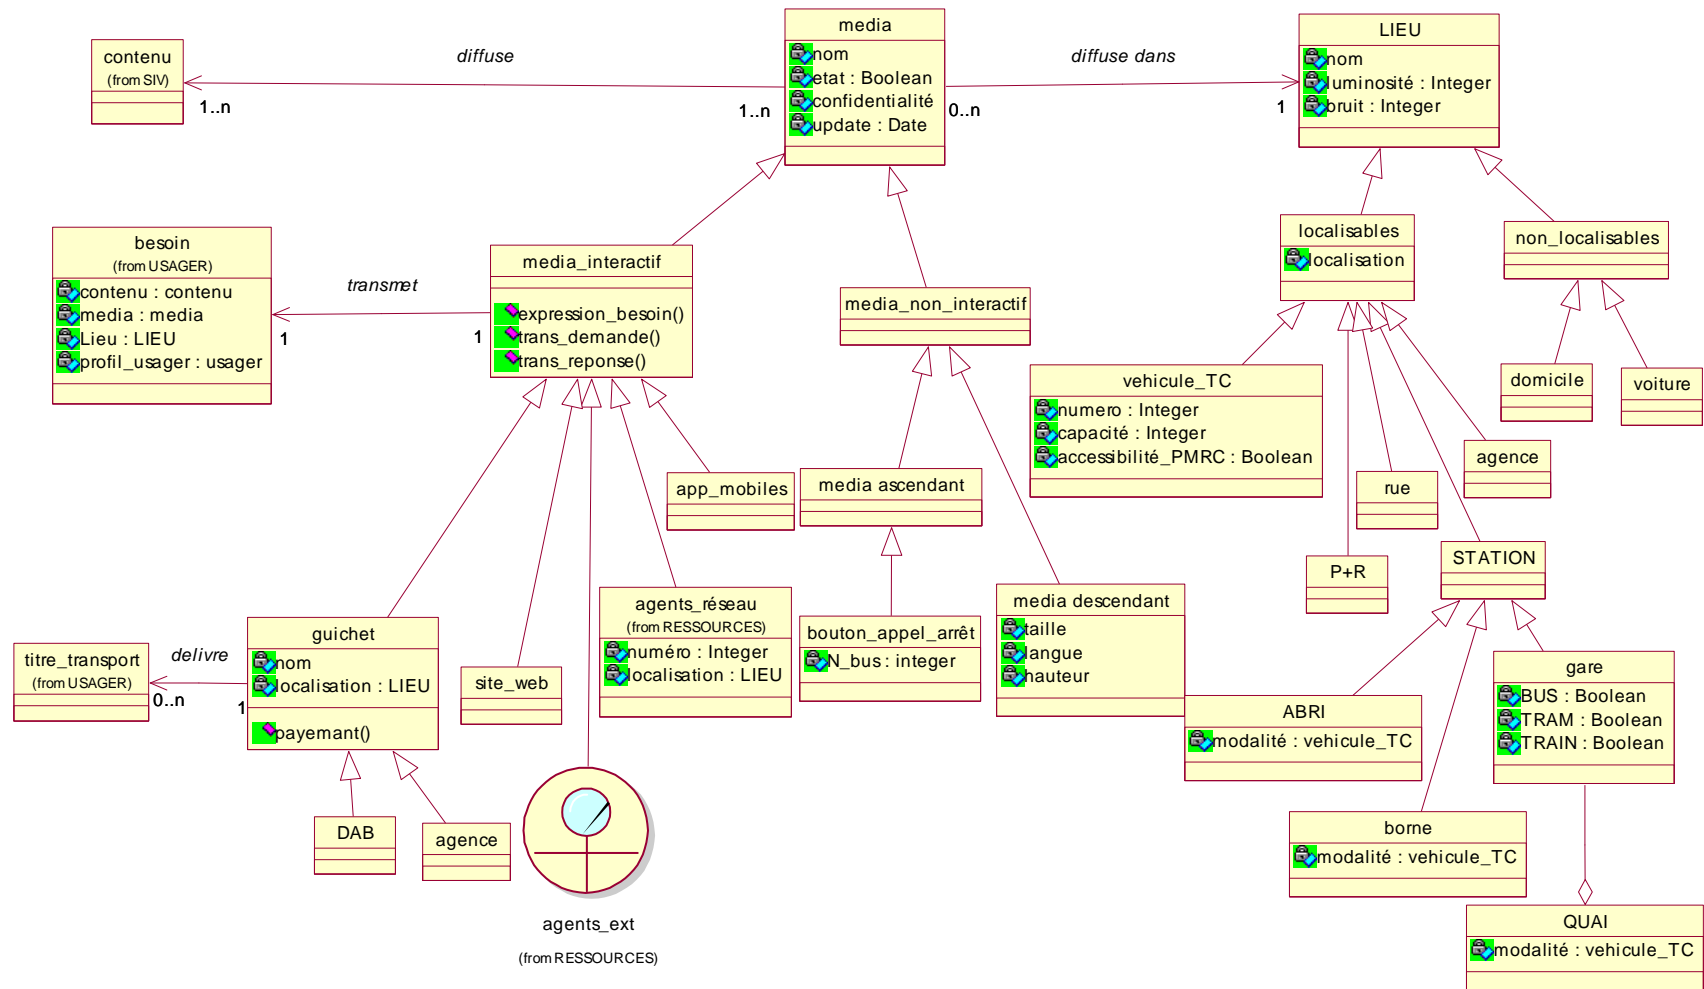 media
nom
etat : Boolean
confidentialité
update : Date
LIEU
nom
luminosité : Integer
bruit : Integer
contenu
(from SIV)
diffuse
1..n
1..n
diffuse dans
0..n
1
besoin
(from USAGER)
contenu : contenu
media : media
Lieu : LIEU
profil_usager : usager
transmet
1
1
media_interactif
expression_besoin()
trans_demande()
trans_reponse()
media_non_interactif
localisables
localisation
non_localisables
vehicule_TC
numero : Integer
capacité : Integer
accessibilité_PMRC : Boolean
domicile
voiture
app_mobiles
media ascendant
rue
agence
P+R
STATION
titre_transport
(from USAGER)
delivre
0..n
1
guichet
nom
localisation : LIEU
payemant()
site_web
agents_réseau
(from RESSOURCES)
numéro : Integer
localisation : LIEU
bouton_appel_arrêt
N_bus : integer
media descendant
taille
langue
hauteur
ABRI
modalité : vehicule_TC
gare
BUS : Boolean
TRAM : Boolean
TRAIN : Boolean
DAB
agence
agents_ext
(from RESSOURCES)
borne
modalité : vehicule_TC
QUAI
modalité : vehicule_TC